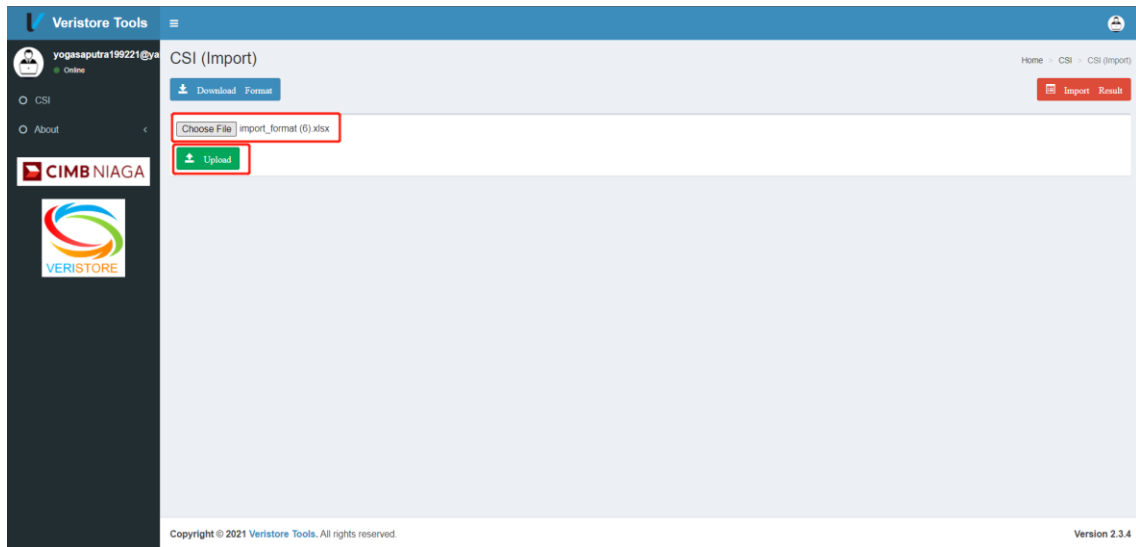 Veristore Tools
yogasaputra199221@ya
Online
CSI
About
CIMB NIAGA
VERISTORE
CSI (Import)
Home > CSI > CSI (Import)
Download Format
Import Result
Choose File import_format (6).xlsx
Upload
Copyright © 2021 Veristore Tools. All rights reserved.
Version 2.3.4